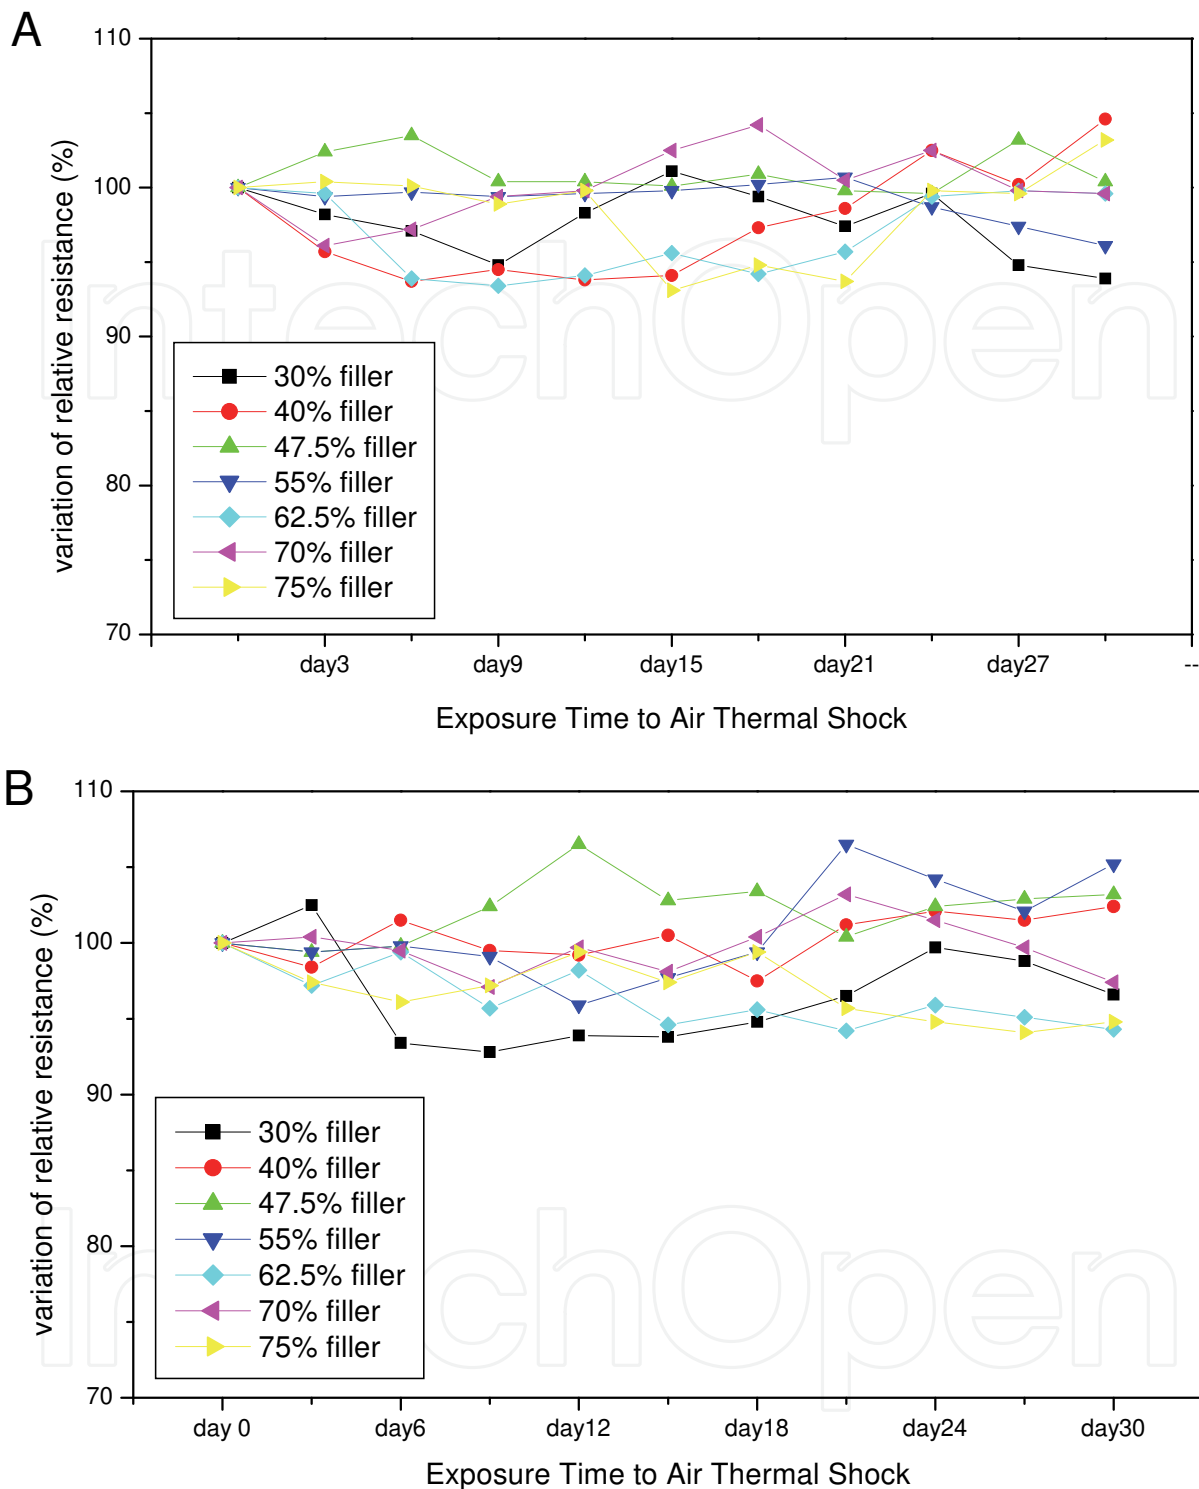 A
110
100
90
80
70
variation of relative resistance (%)
30% filler
40% filler
47.5% filler
55% filler
62.5% filler
70% filler
75% filler
day3 day9 day15 day21 day27 --
Exposure Time to Air Thermal Shock
IntechOpen
B
110
100
90
80
70
variation of relative resistance (%)
30% filler
40% filler
47.5% filler
55% filler
62.5% filler
70% filler
75% filler
day 0 day6 day12 day18 day24 day30
Exposure Time to Air Thermal Shock
IntechOpen